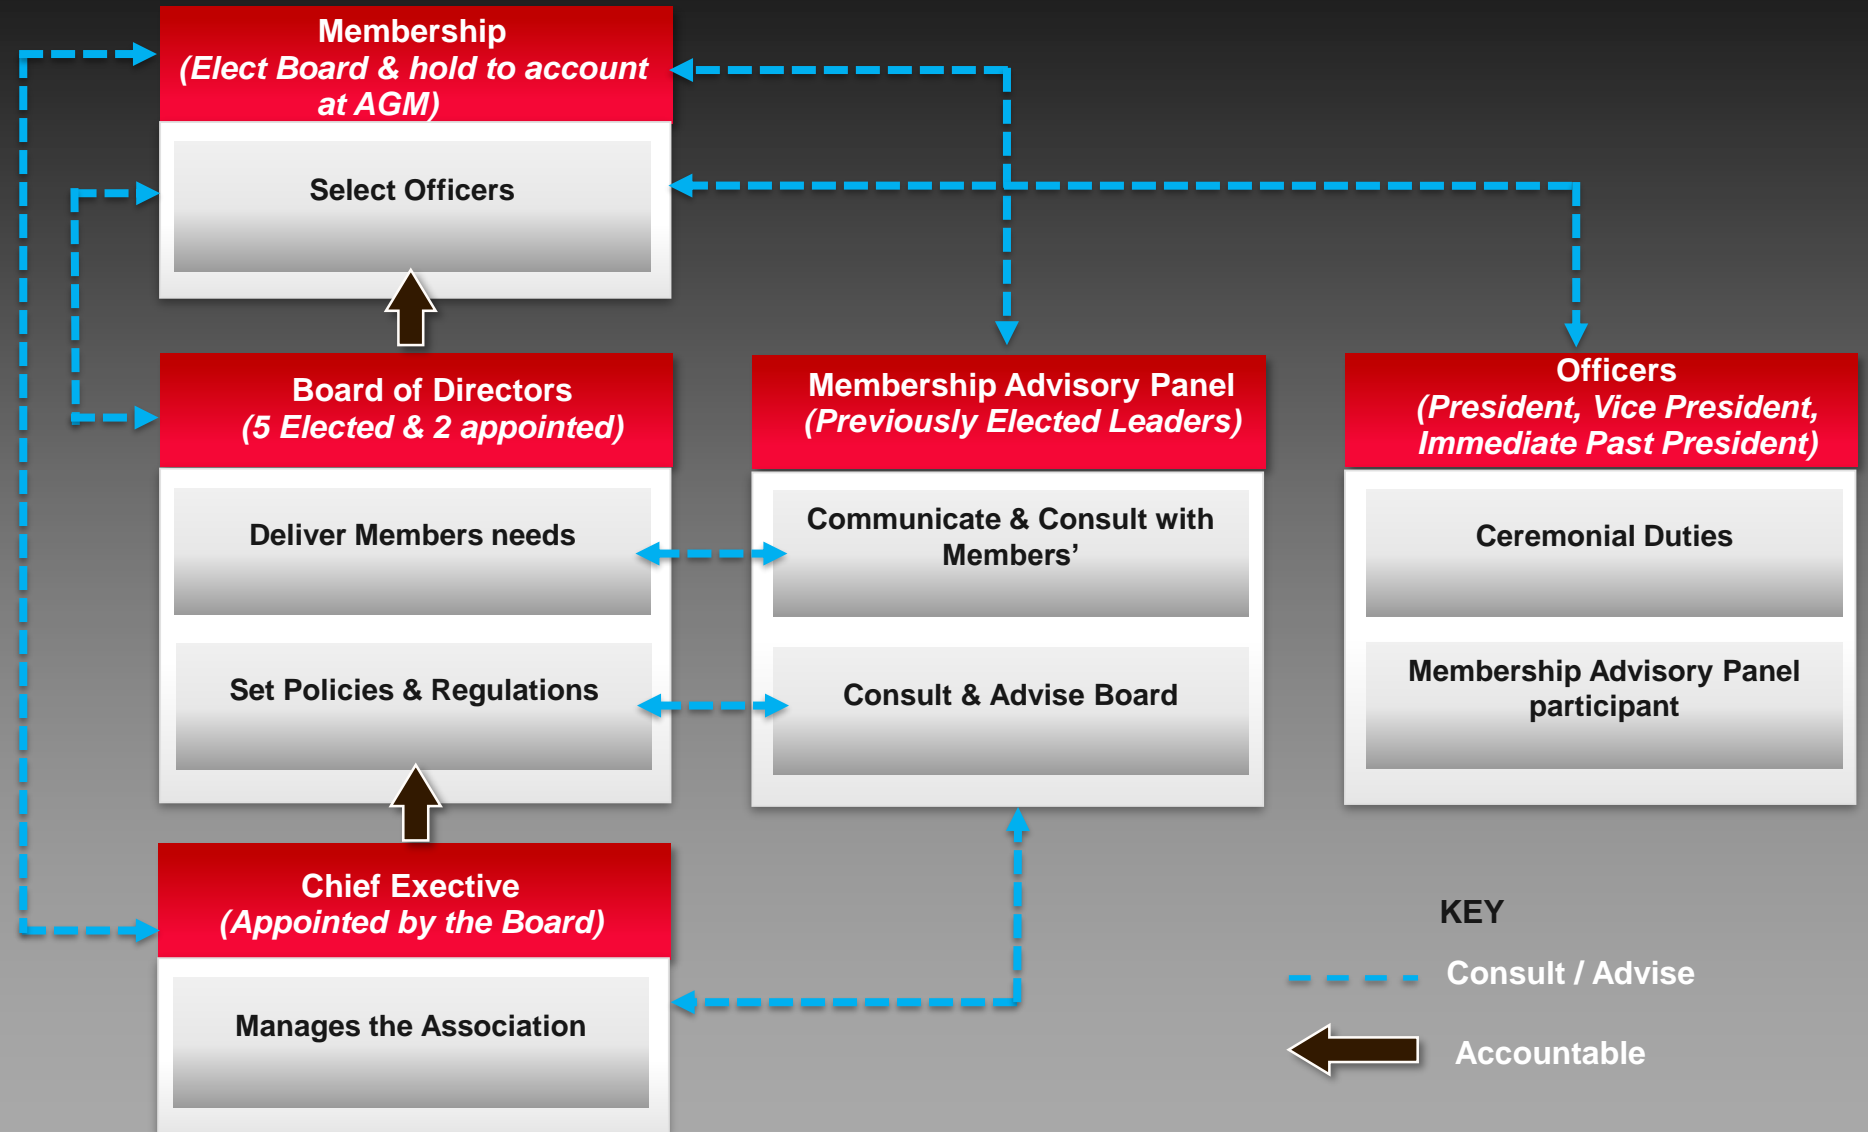 Membership
(Elect Board & hold to account
at AGM)
Select Officers
Board of Directors
(5 Elected & 2 appointed)
Deliver Members needs
Set Policies & Regulations
Membership Advisory Panel
(Previously Elected Leaders)
Communicate & Consult with
Members’
Consult & Advise Board
Officers
(President, Vice President,
Immediate Past President)
Ceremonial Duties
Membership Advisory Panel
participant
Chief Exective
(Appointed by the Board)
Manages the Association
KEY
Consult / Advise
Accountable